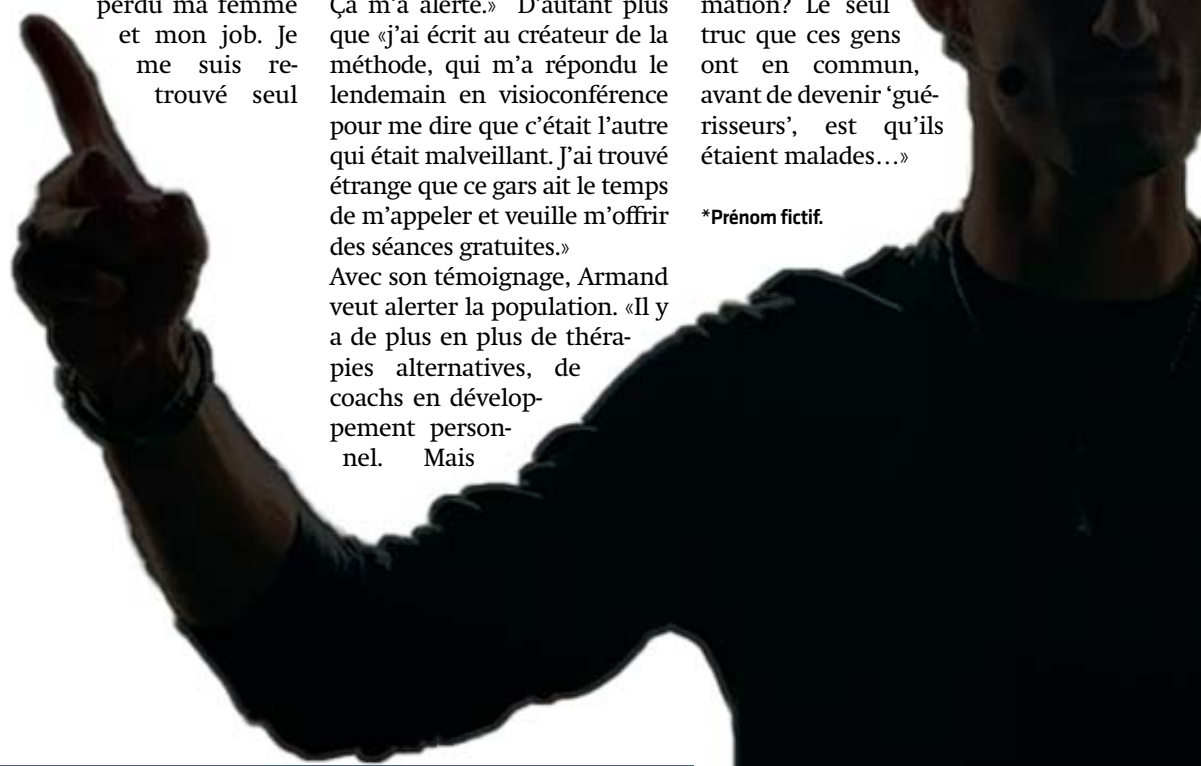 perdu ma femme
et mon job. Je
me suis re-
trouvé seul
Ça m'a alerté.» D'autant plus
que «j'ai écrit au créateur de la
méthode, qui m'a répondu le
lendemain en visioconférence
pour me dire que c'était l'autre
qui était malveillant. J'ai trouvé
étrange que ce gars ait le temps
de m'appeler et veuille m'offrir
des séances gratuites.»
Avec son témoignage, Armand
veut alerter la population. «Il y
a de plus en plus de théra-
pies alternatives, de
coachs en dévelop-
pement person-
nel. Mais
mation? Le seul
truc que ces gens
ont en commun,
avant de devenir ‘gué-
risseurs’, est qu'ils
étaient malades…»
*Prénom fictif.